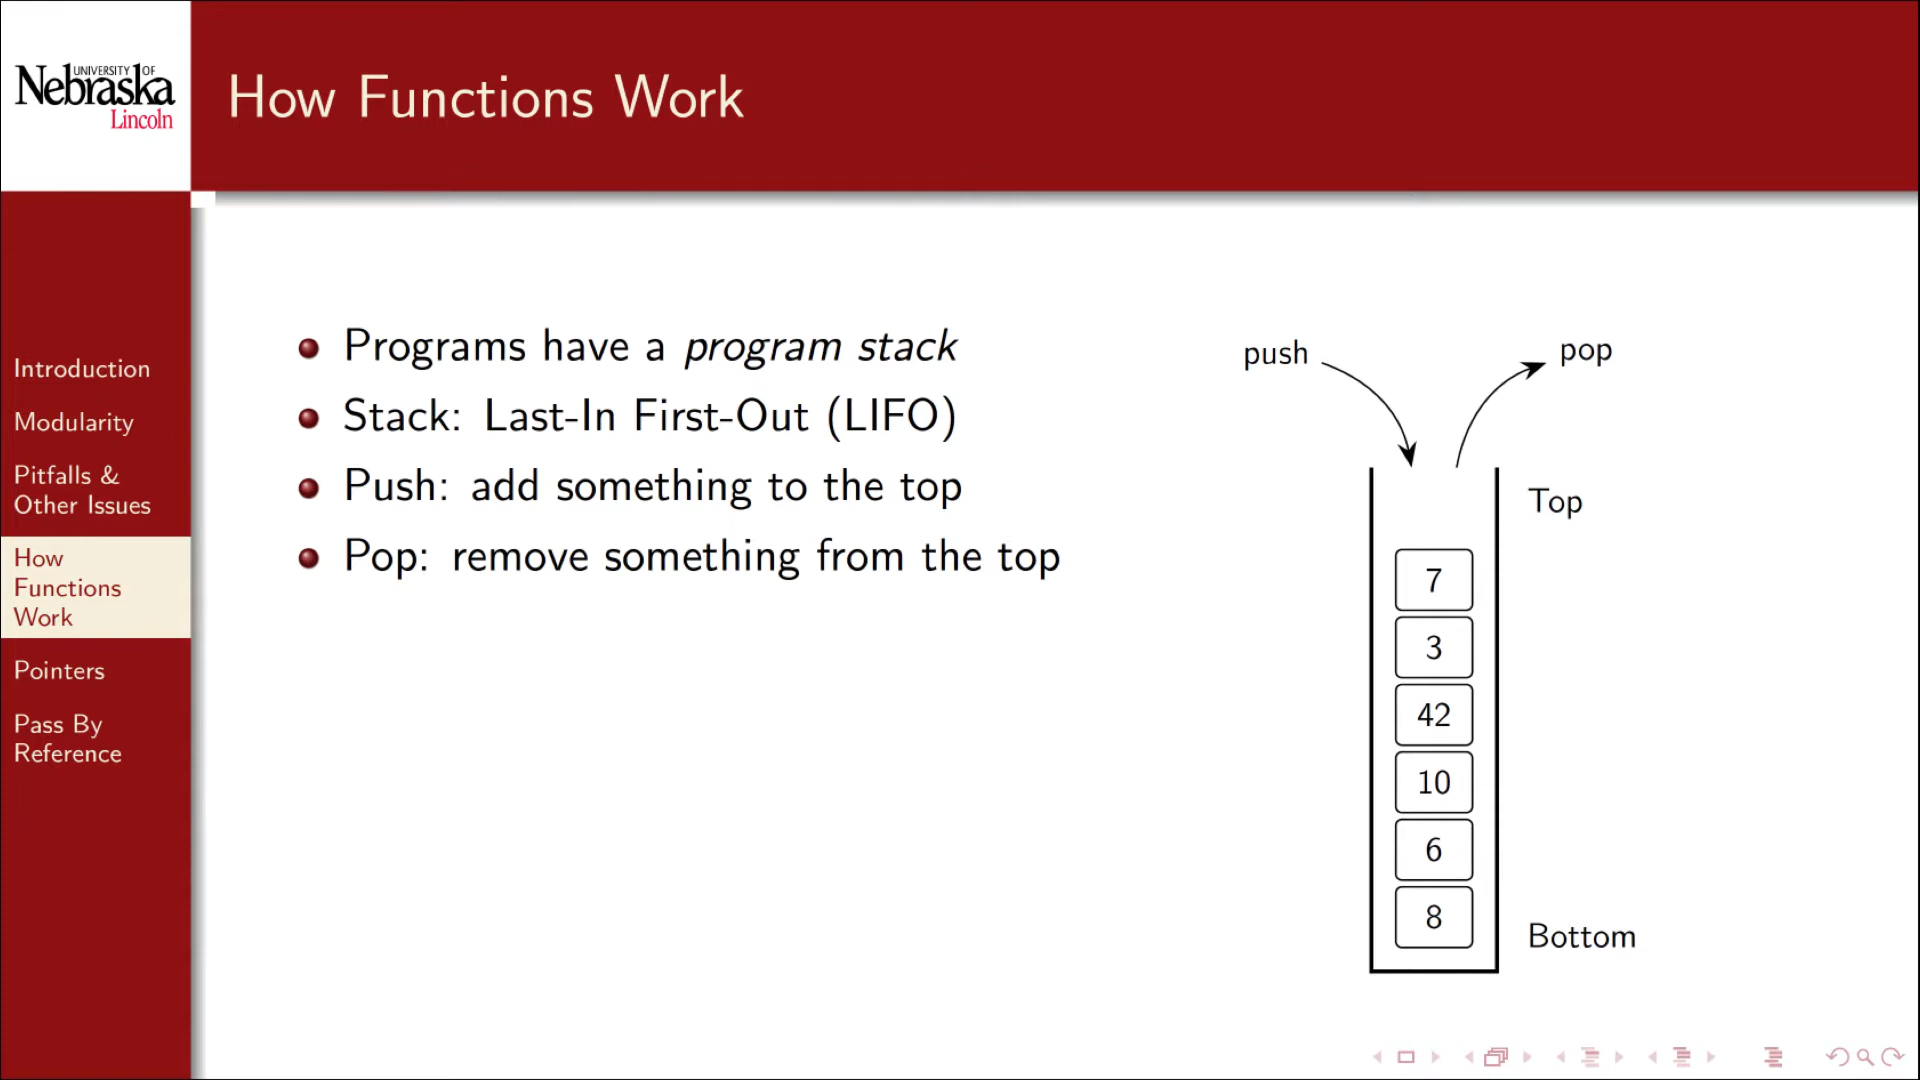 UNIVERSITY OF
Nebraska
Lincoln
How Functions Work
Introduction
Modularity
Pitfalls &
Other Issues
How
Functions
Work
Pointers
Pass By
Reference
Programs have a program stack
Stack: Last-In First-Out (LIFO)
Push: add something to the top
Pop: remove something from the top
push
pop
Top
7
3
42
10
6
8
Bottom